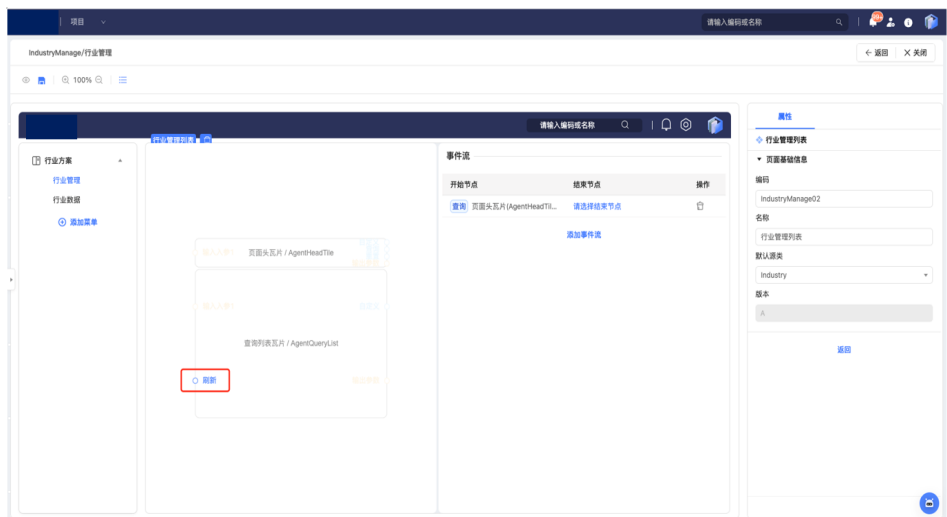 项目
请输入编码或名称
99+
IndustryManage/行业管理
返回
关闭
100%
请输入编码或名称
行业管理列表
行业方案
行业管理
行业数据
添加菜单
页面头瓦片 / AgentHeadTile
查询列表瓦片 / AgentQueryList
刷新
事件流
开始节点 结束节点 操作
查询 页面头瓦片(AgentHeadTil... 请选择结束节点
添加事件流
属性
行业管理列表
页面基础信息
编码
IndustryManage02
名称
行业管理列表
默认源类
Industry
版本
A
返回